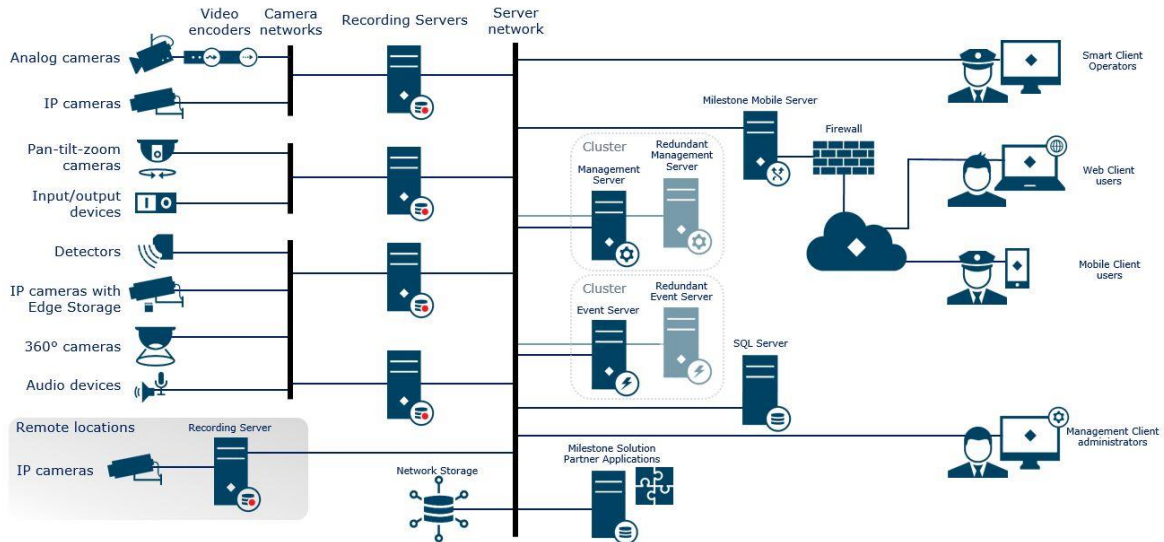 Video
encoders
Camera
networks
Recording Servers
Server
network
Analog cameras
IP cameras
Pan-tilt-zoom
cameras
Input/output
devices
Detectors
IP cameras with
Edge Storage
360° cameras
Audio devices
Remote locations
Recording Server
IP cameras
Network Storage
Smart Client
Operators
Milestone Mobile Server
Firewall
Cluster
Management
Server
Redundant
Management
Server
Web Client
users
Mobile Client
users
Cluster
Event Server
Redundant
Event Server
SQL Server
Management Client
administrators
Milestone Solution
Partner Applications